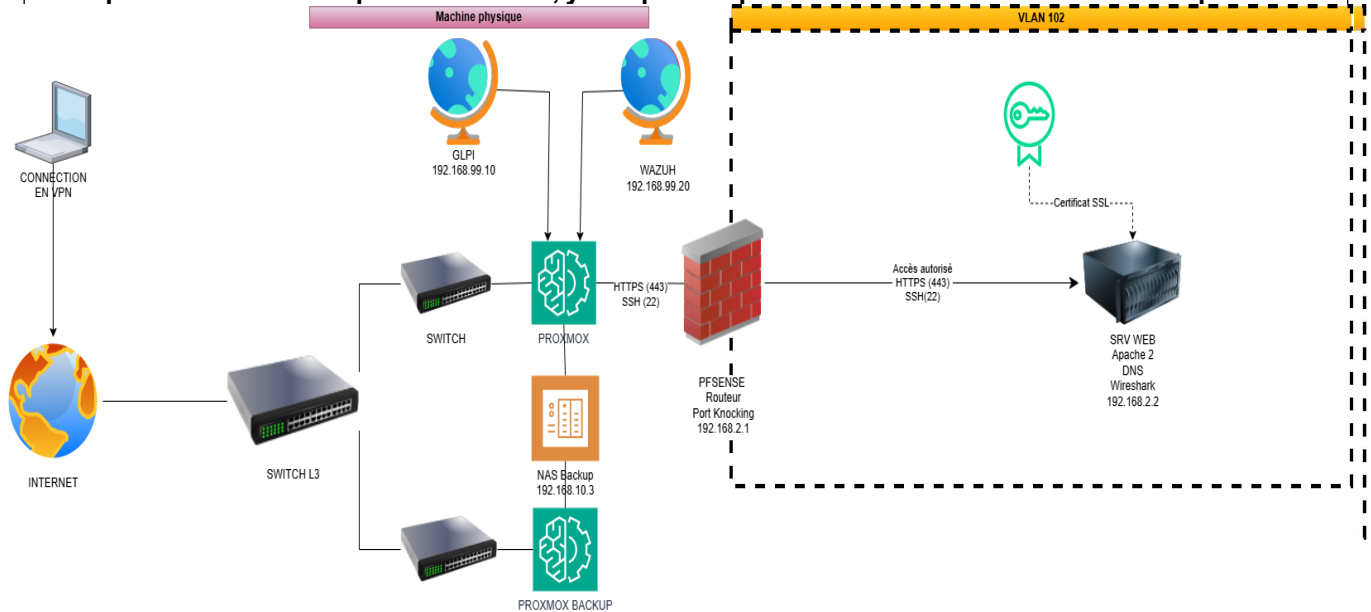 Machine physique
VLAN 102
CONNECTION
EN VPN
GLPI
192.168.99.10
WAZUH
192.168.99.20
Certificat SSL
SWITCH
PROXMOX
HTTPS (443)
SSH (22)
Accès autorisé
HTTPS (443)
SSH(22)
SRV WEB
Apache 2
DNS
Wireshark
192.168.2.2
PFSENSE
Routeur
Port Knocking
192.168.2.1
INTERNET
SWITCH L3
NAS Backup
192.168.10.3
PROXMOX BACKUP